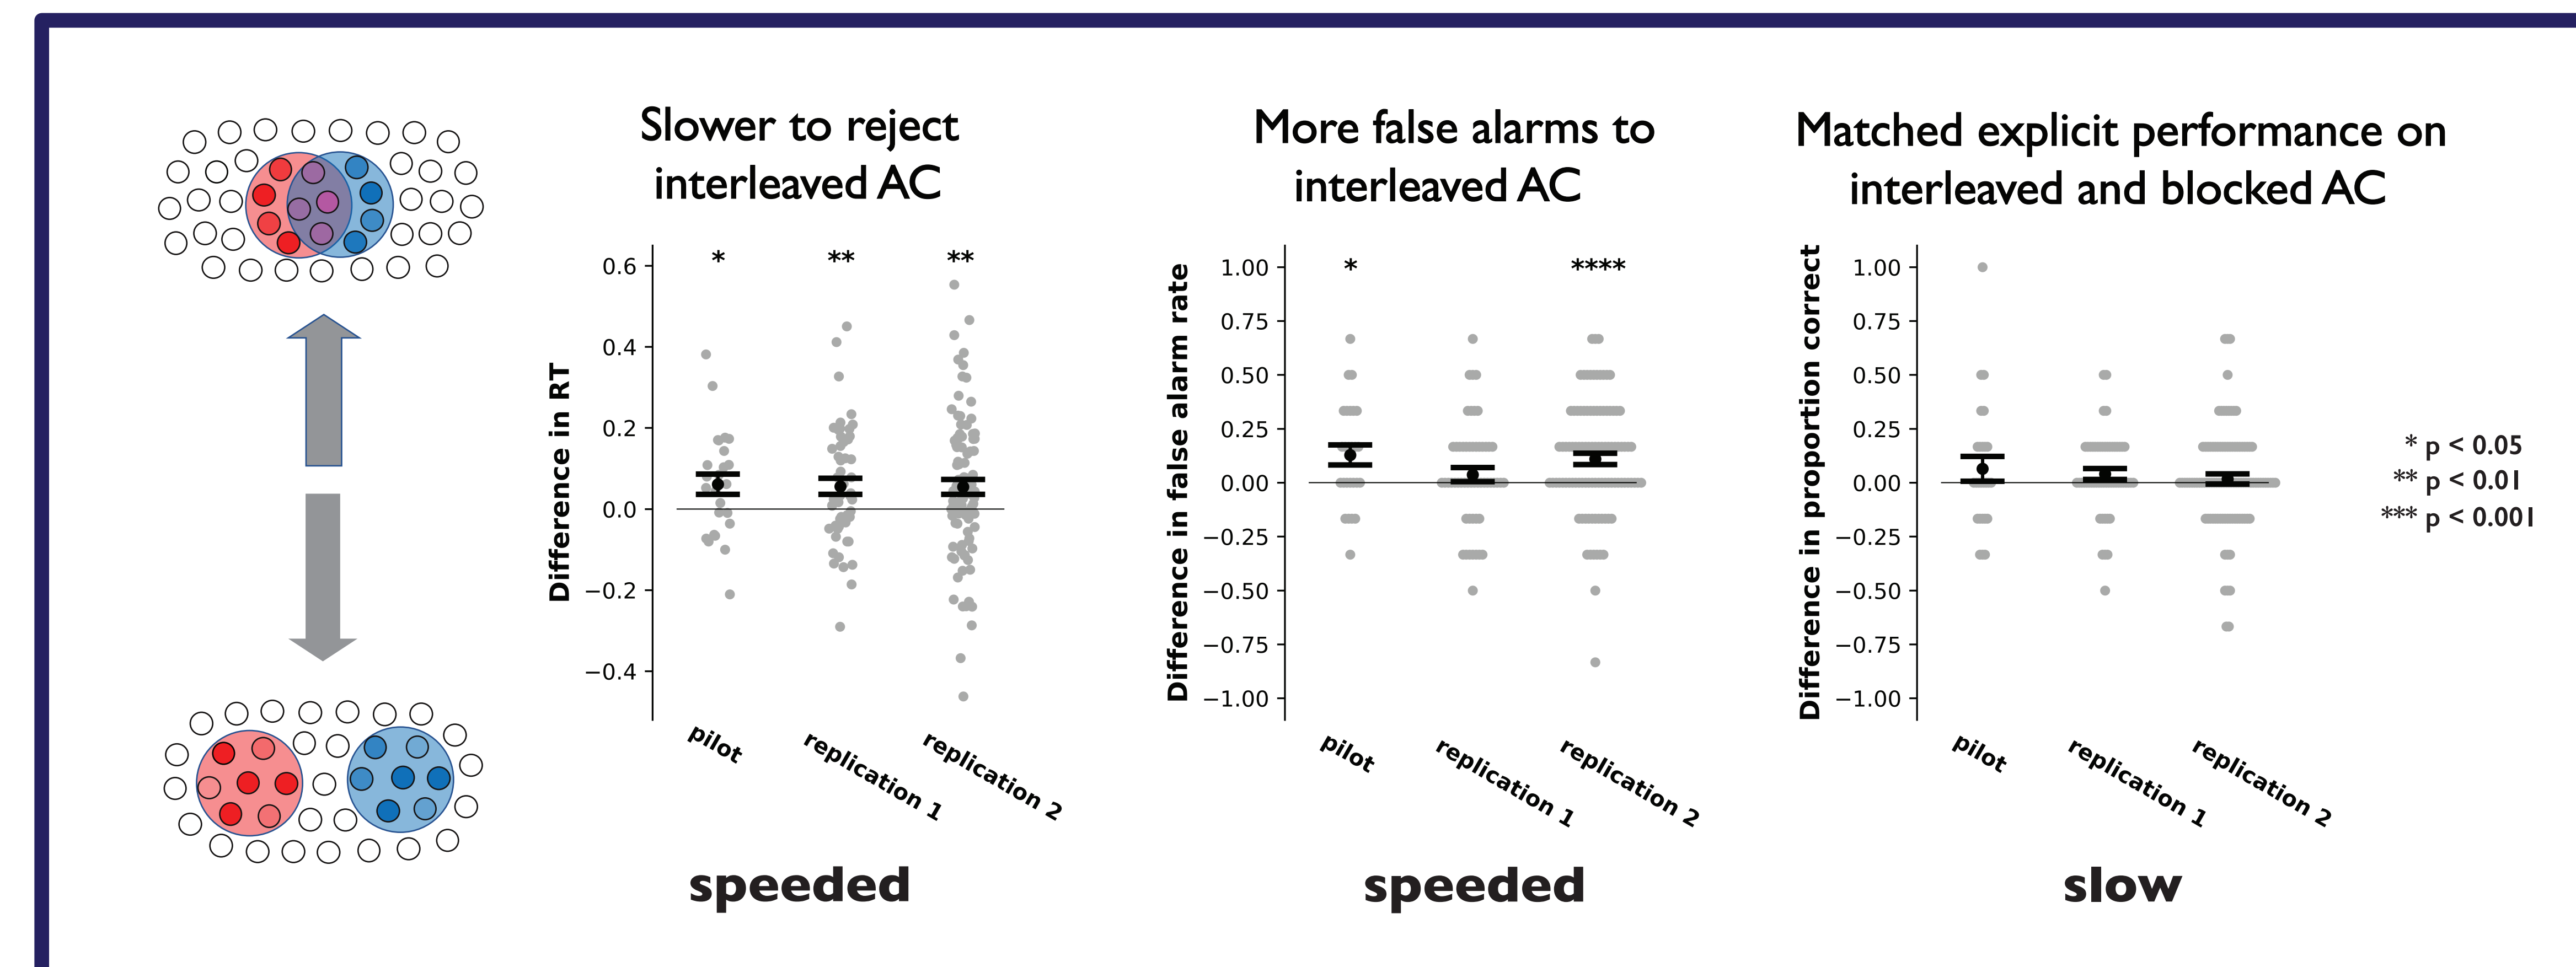 Slower to reject
interleaved AC
Difference in RT
* ** **
0.6
0.4
0.2
0.0
−0.2
−0.4
pilot
replication 1
replication 2
speeded
More false alarms to
interleaved AC
Difference in false alarm rate
* ****
1.00
0.75
0.50
0.25
0.00
−0.25
−0.50
−0.75
−1.00
pilot
replication 1
replication 2
speeded
Matched explicit performance on
interleaved and blocked AC
Difference in proportion correct
1.00
0.75
0.50
0.25
0.00
−0.25
−0.50
−0.75
−1.00
pilot
replication 1
replication 2
slow
* p < 0.05
** p < 0.01
*** p < 0.001